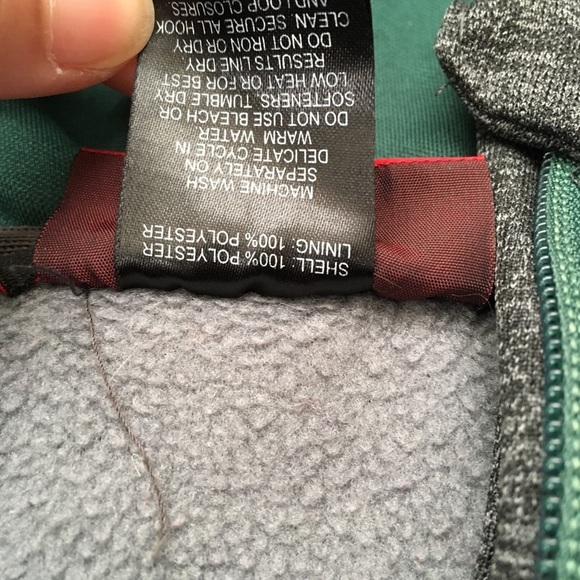 SHELL: 100% POLYESTER
LINING: 100% POLYESTER
MACHINE WASH
SEPARATELY ON
DELICATE CYCLE IN
WARM WATER
DO NOT USE BLEACH OR
SOFTENERS. TUMBLE DRY
LOW HEAT OR FOR BEST
RESULTS LINE DRY
DO NOT IRON OR DRY
CLEAN. SECURE ALL HOOK
AND LOOP CLOSURES